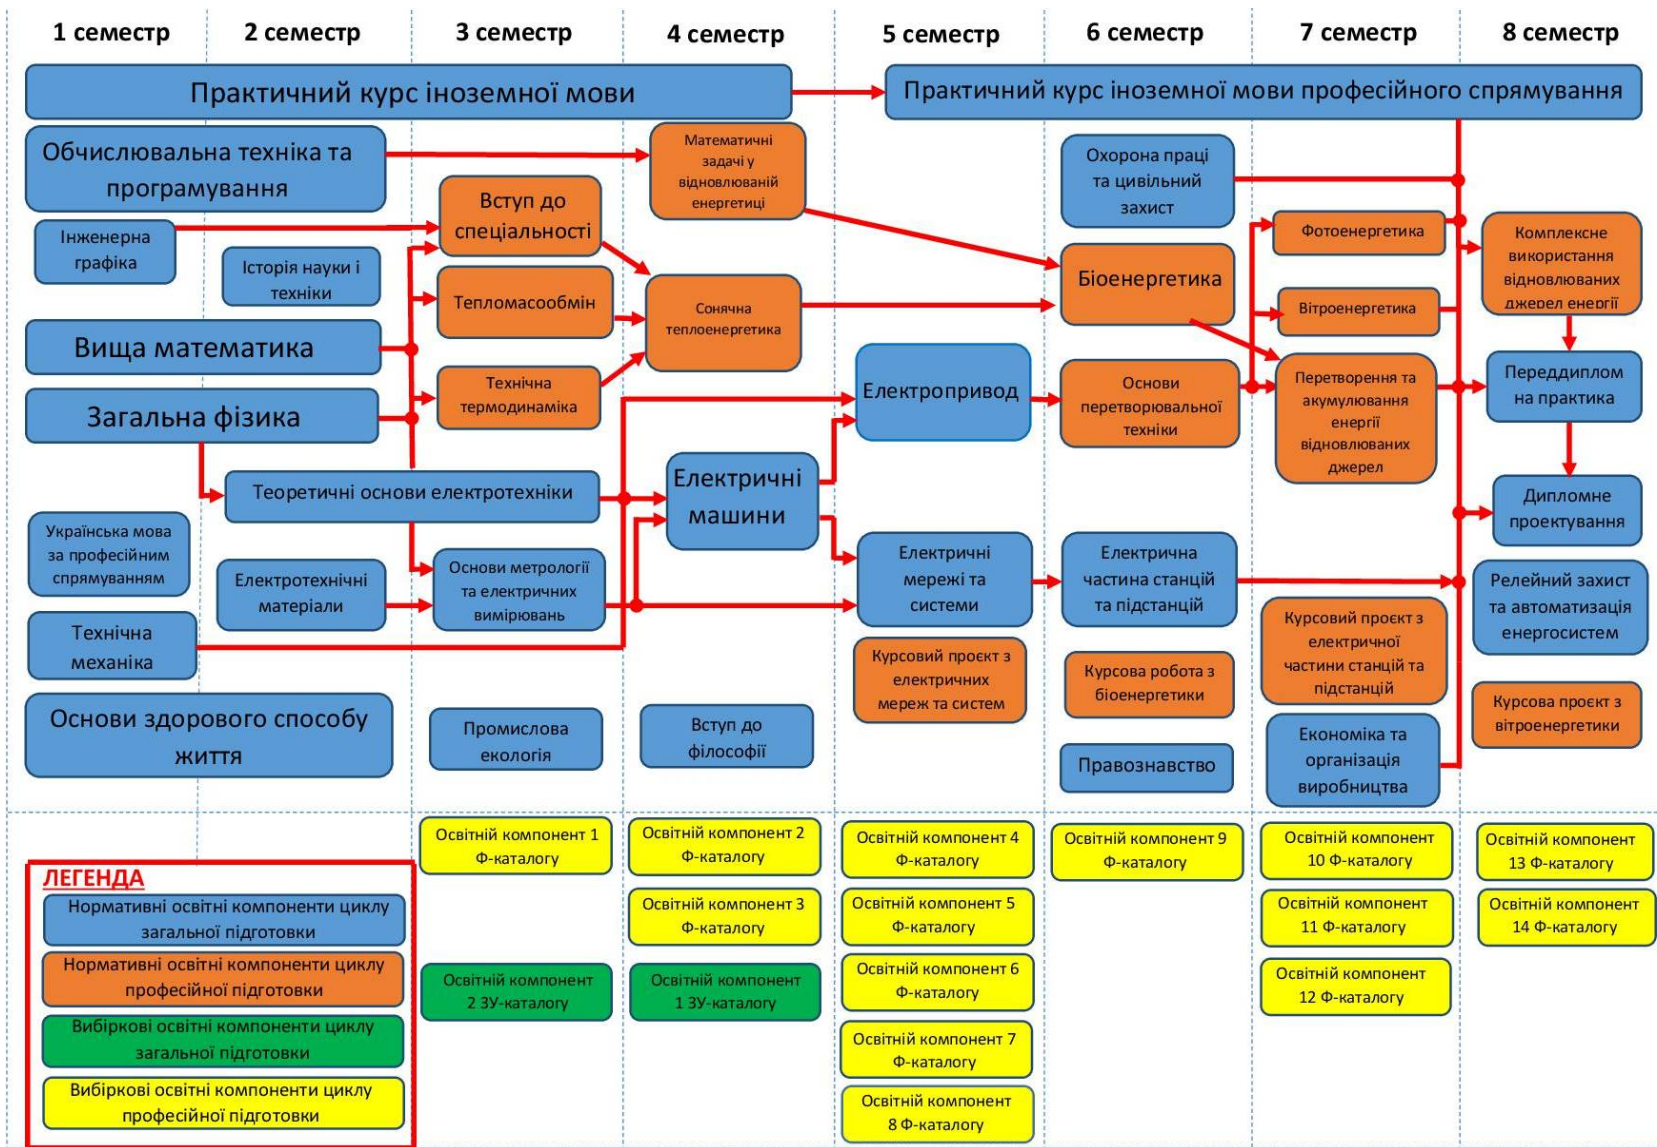 1 семестр
2 семестр
3 семестр
4 семестр
5 семестр
6 семестр
7 семестр
8 семестр
Практичний курс іноземної мови
Практичний курс іноземної мови професійного спрямування
Обчислювальна техніка та
програмування
Математичні
задачі у
відновлюваній
енергетиці
Охорона праці
та цивільний
захист
Вступ до
спеціальності
Інженерна
графіка
Історія науки і
техніки
Фотоенергетика
Комплексне
використання
відновлюваних
джерел енергії
Біоенергетика
Тепломасообмін
Сонячна
теплоенергетика
Вітроенергетика
Вища математика
Технічна
термодинаміка
Електропривод
Основи
перетворювальної
техніки
Перетворення та
акумулювання
енергії
відновлюваних
джерел
Переддиплом
на практика
Загальна фізика
Теоретичні основи електротехніки
Електричні
машини
Дипломне
проектування
Українська мова
за професійним
спрямуванням
Електротехнічні
матеріали
Основи метрології
та електричних
вимірювань
Електричні
мережі та
системи
Електрична
частина станцій
та підстанцій
Релейний захист
та автоматизація
енергосистем
Технічна
механіка
Курсовий проєкт з
електричних
мереж та систем
Курсова робота з
біоенергетики
Курсовий проєкт з
електричної
частини станцій та
підстанцій
Курсова проєкт з
вітроенергетики
Основи здорового способу
життя
Промислова
екологія
Вступ до
філософії
Правознавство
Економіка та
організація
виробництва
Освітній компонент 1
Ф-каталогу
Освітній компонент 2
Ф-каталогу
Освітній компонент 4
Ф-каталогу
Освітній компонент 9
Ф-каталогу
Освітній компонент
10 Ф-каталогу
Освітній компонент
13 Ф-каталогу
Освітній компонент 3
Ф-каталогу
Освітній компонент 5
Ф-каталогу
Освітній компонент
11 Ф-каталогу
Освітній компонент
14 Ф-каталогу
Освітній компонент
2 ЗУ-каталогу
Освітній компонент
1 ЗУ-каталогу
Освітній компонент 6
Ф-каталогу
Освітній компонент
12 Ф-каталогу
Освітній компонент 7
Ф-каталогу
Освітній компонент
8 Ф-каталогу
ЛЕГЕНДА
Нормативні освітні компоненти циклу
загальної підготовки
Нормативні освітні компоненти циклу
професійної підготовки
Вибіркові освітні компоненти циклу
загальної підготовки
Вибіркові освітні компоненти циклу
професійної підготовки